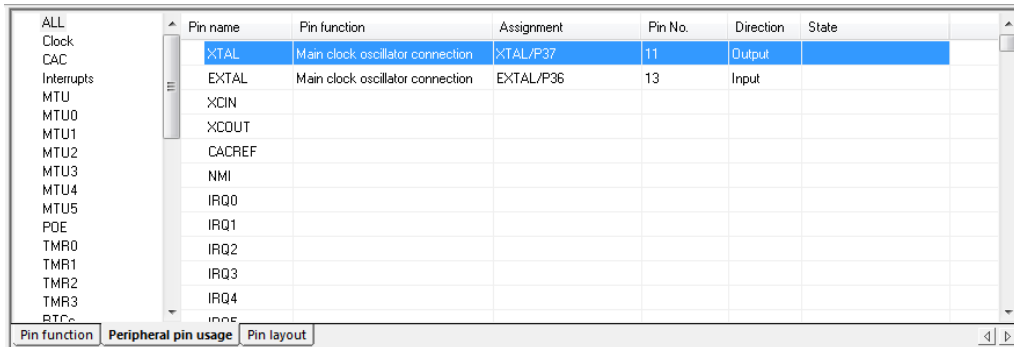 ALL
Clock
CAC
Interrupts
MTU
MTU0
MTU1
MTU2
MTU3
MTU4
MTU5
POE
TMR0
TMR1
TMR2
TMR3
RTCc
Pin name Pin function Assignment Pin No. Direction State
XTAL Main clock oscillator connection XTAL/P37 11 Output
EXTAL Main clock oscillator connection EXTAL/P36 13 Input
XCIN
XCOUT
CACREF
NMI
IRQ0
IRQ1
IRQ2
IRQ3
IRQ4
IRQ5
Pin function Peripheral pin usage Pin layout